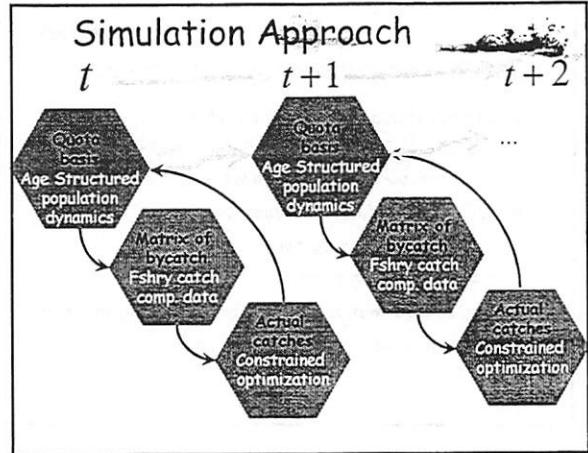 Simulation Approach
t
t+1
t+2
Quota
basis
Age Structured
population
dynamics
Matrix of
bycatch
Fshry catch
comp. data
Actual
catches
Constrained
optimization
Quota
basis
Age Structured
population
dynamics
Matrix of
bycatch
Fshry catch
comp. data
Actual
catches
Constrained
optimization
...